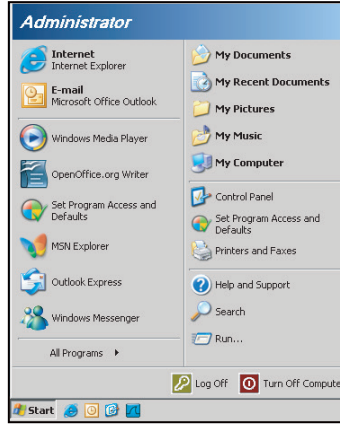 Administrator
Internet
Internet Explorer
E-mail
Microsoft Office Outlook
Windows Media Player
OpenOffice.org Writer
Set Program Access and
Defaults
MSN Explorer
Outlook Express
Windows Messenger
All Programs
My Documents
My Recent Documents
My Pictures
My Music
My Computer
Control Panel
Set Program Access and
Defaults
Printers and Faxes
Help and Support
Search
Run...
Log Off
Turn Off Compute
Start